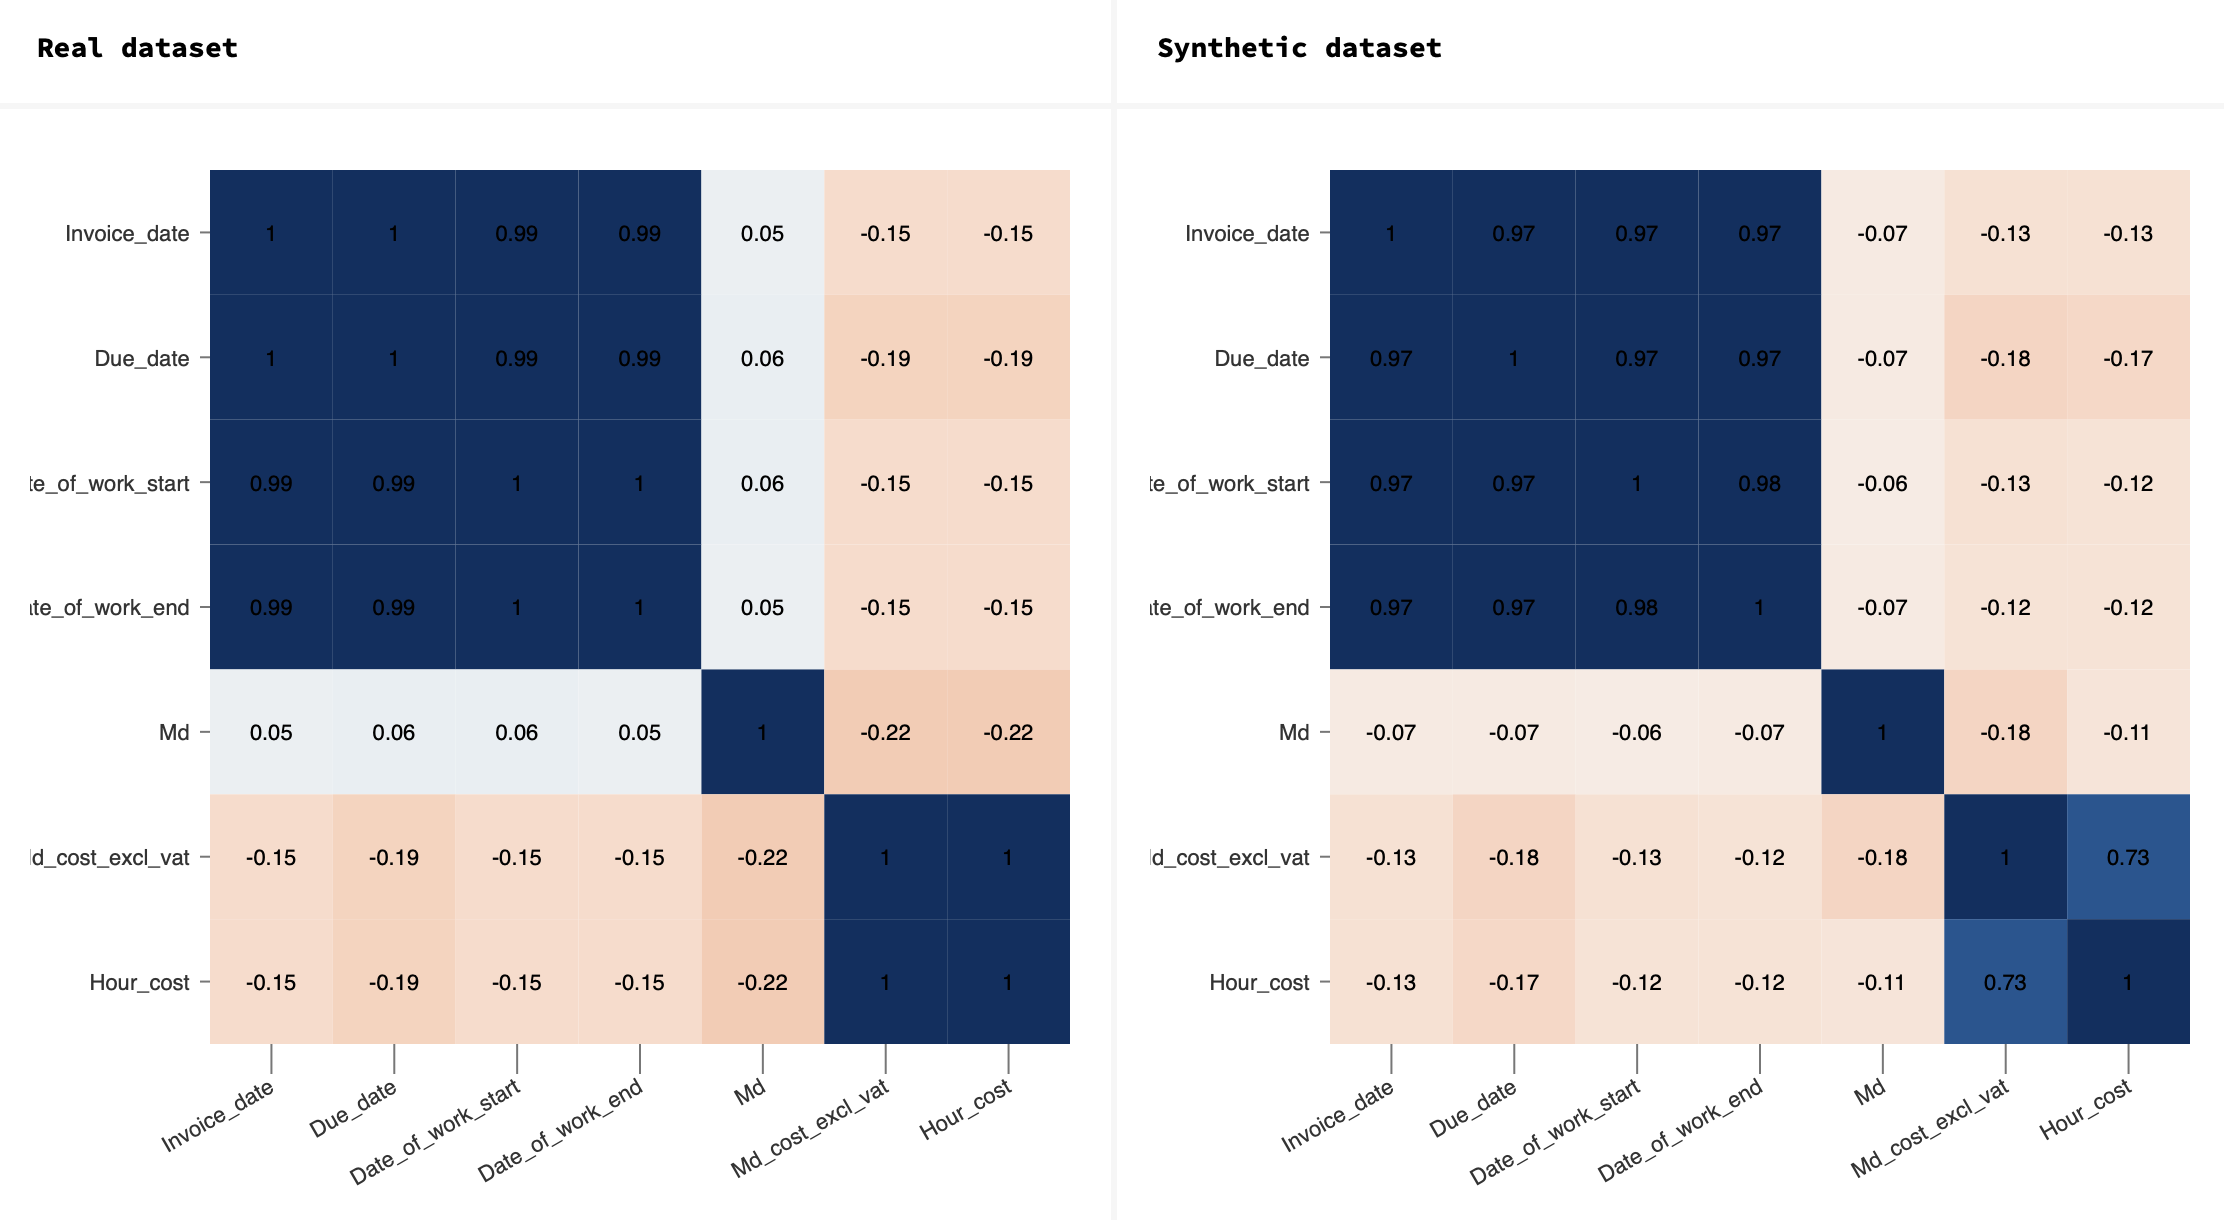 Real dataset
Invoice_date 1 1 0.99 0.99 0.05 -0.15 -0.15
Due_date 1 1 0.99 0.99 0.06 -0.19 -0.19
te_of_work_start 0.99 0.99 1 1 0.06 -0.15 -0.15
ate_of_work_end 0.99 0.99 1 1 0.05 -0.15 -0.15
Md 0.05 0.06 0.06 0.05 1 -0.22 -0.22
d_cost_excl_vat -0.15 -0.19 -0.15 -0.15 -0.22 1 1
Hour_cost -0.15 -0.19 -0.15 -0.15 -0.22 1 1
Invoice_date Due_date Date_of_work_start Date_of_work_end Md Md_cost_excl_vat Hour_cost
Synthetic dataset
Invoice_date 1 0.97 0.97 0.97 -0.07 -0.13 -0.13
Due_date 0.97 1 0.97 0.97 -0.07 -0.18 -0.17
te_of_work_start 0.97 0.97 1 0.98 -0.06 -0.13 -0.12
ate_of_work_end 0.97 0.97 0.98 1 -0.07 -0.12 -0.12
Md -0.07 -0.07 -0.06 -0.07 1 -0.18 -0.11
d_cost_excl_vat -0.13 -0.18 -0.13 -0.12 -0.18 1 0.73
Hour_cost -0.13 -0.17 -0.12 -0.12 -0.11 0.73 1
Invoice_date Due_date Date_of_work_start Date_of_work_end Md Md_cost_excl_vat Hour_cost